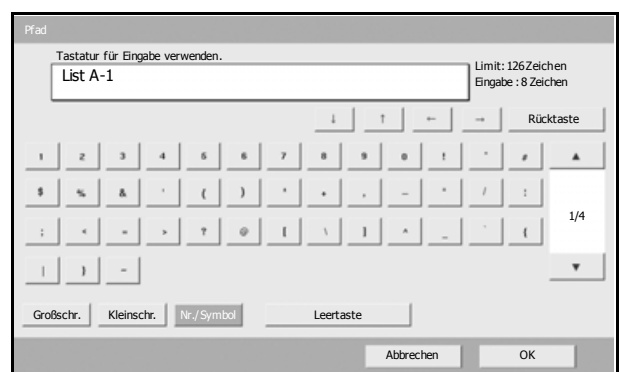 Pfad
Tastatur für Eingabe verwenden.
List A-1
Limit: 126 Zeichen
Eingabe : 8 Zeichen
↓ ↑ ← → Rücktaste
1 2 3 4 5 6 7 8 9 0 ! " #
$ % & ' ( ) * + , - . / :
1/4
; < = > ? @ [ \ ] ^ _ ` {
| } ~
Großschr. Kleinschr. Nr./Symbol Leertaste
Abbrechen OK